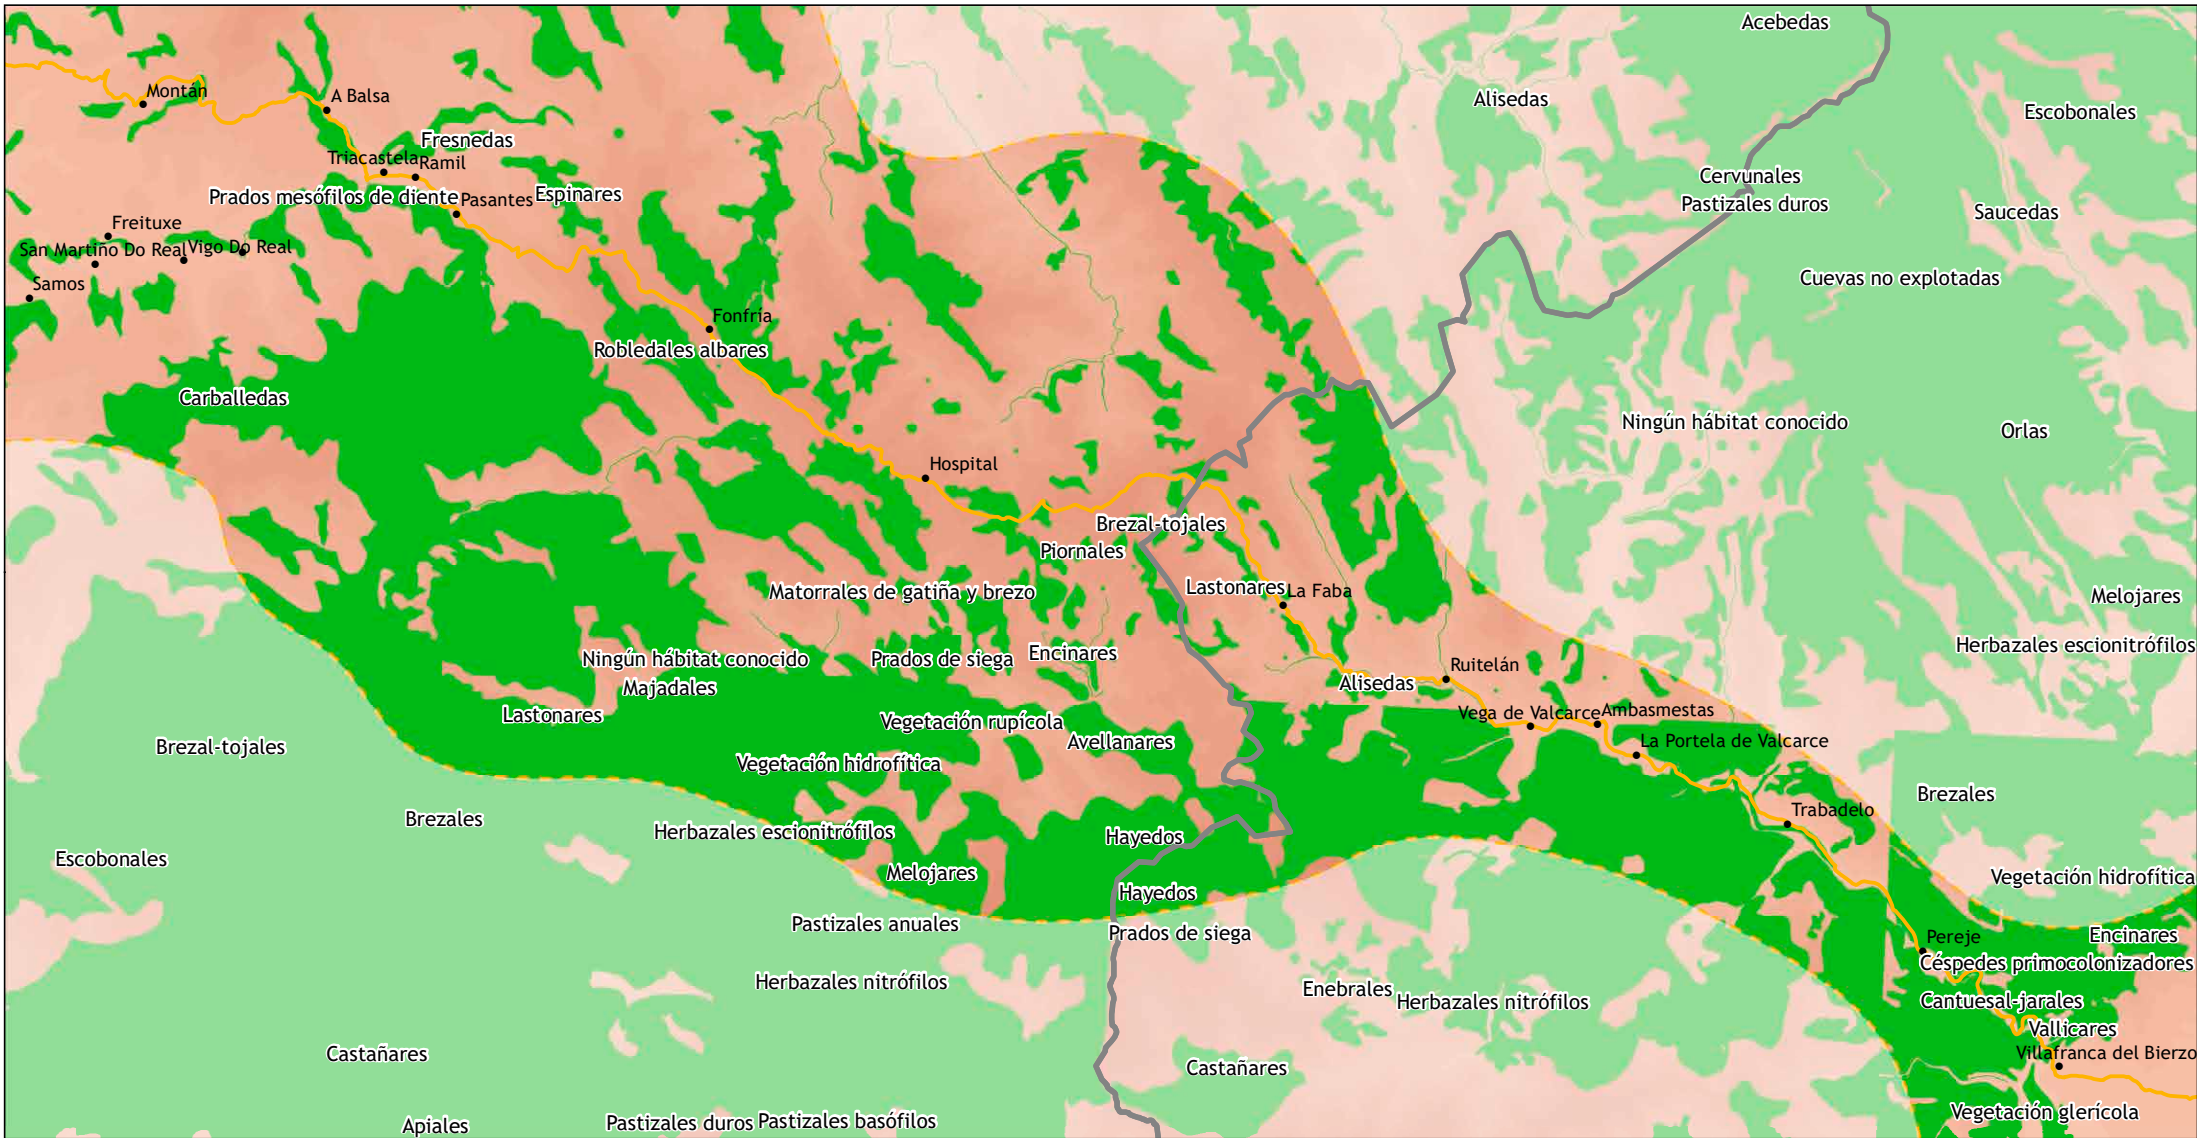 Acebedas
Montán
A Balsa
Alisedas
Escobonales
Fresnedas
Triacastela
Ramil
Cervunales
Prados mesófilos de diente
Pasantes
Espinares
Pastizales duros
Saucedas
Freituxe
San Martiño Do Real
Vigo Do Real
Samos
Cuevas no explotadas
Fonfría
Robledales albares
Carballedas
Ningún hábitat conocido
Orlas
Hospital
Brezal-tojales
Piornales
Matorrales de gatiña y brezo
Lastonares
La Faba
Melojares
Herbazales escionitrófilos
Ningún hábitat conocido
Prados de siega
Encinares
Ruitelán
Majadales
Alisedas
Lastonares
Vegetación rupícola
Vega de Valcarce
Ambasmestas
Brezal-tojales
Avellanares
La Portela de Valcarce
Vegetación hidrofítica
Brezales
Brezales
Trabadelo
Herbazales escionitrófilos
Hayedos
Escobonales
Melojares
Vegetación hidrofítica
Hayedos
Pastizales anuales
Prados de siega
Pereje
Encinares
Céspedes primocolonizadores
Herbazales nitrófilos
Enebrales
Herbazales nitrófilos
Cantuesal-jarales
Vallicares
Castañares
Castañares
Villafranca del Bierzo
Vegetación glerícola
Apiales
Pastizales duros
Pastizales basófilos